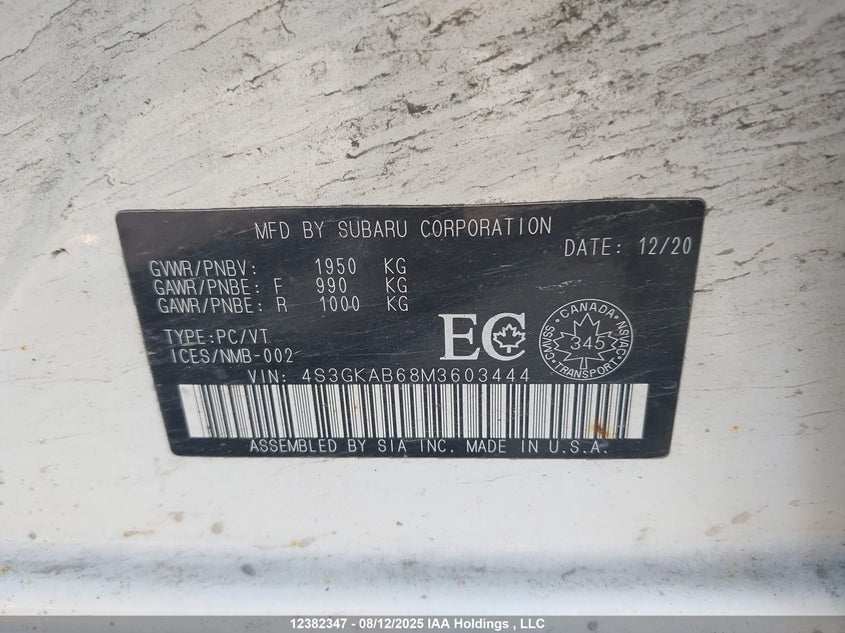 MFD BY SUBARU CORPORATION
DATE: 12/20
GVWR/PNBV: 1950 KG
GAWR/PNBE: F 990 KG
GAWR/PNBE: R 1000 KG
TYPE:PC/VT
ICES/NMB-002
EC
CANADA
CMVSS 345 NSVAC
TRANSPORT
VIN: 4S3GKAB68M3603444
ASSEMBLED BY SIA INC. MADE IN U.S.A.
12382347 - 08/12/2025 IAA Holdings , LLC